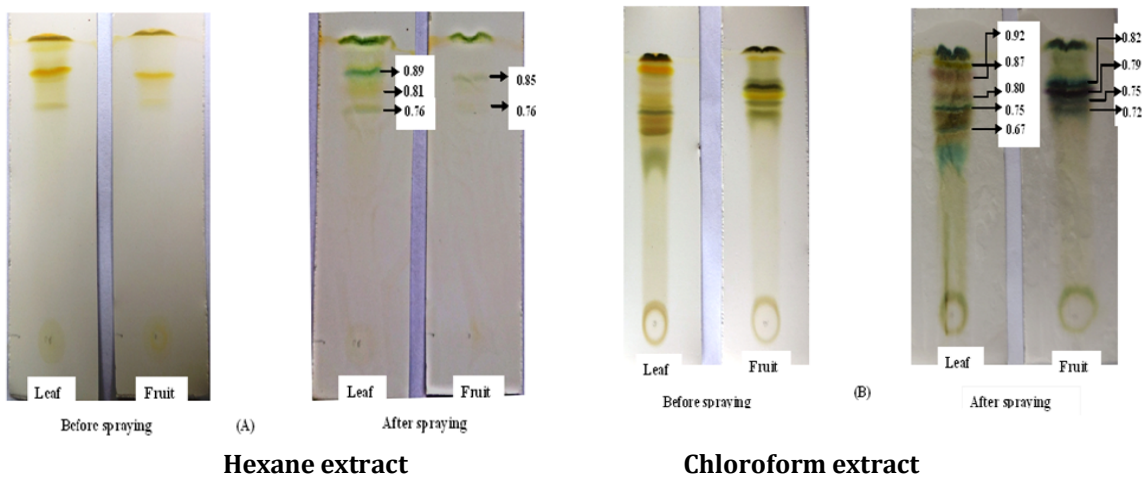 0.89
0.81
0.76
0.85
0.76
0.92
0.87
0.80
0.75
0.67
0.82
0.79
0.75
0.72
Leaf
Fruit
Leaf
Fruit
Leaf
Fruit
Leaf
Fruit
Before spraying
(A)
After spraying
Before spraying
(B)
After spraying
Hexane extract
Chloroform extract